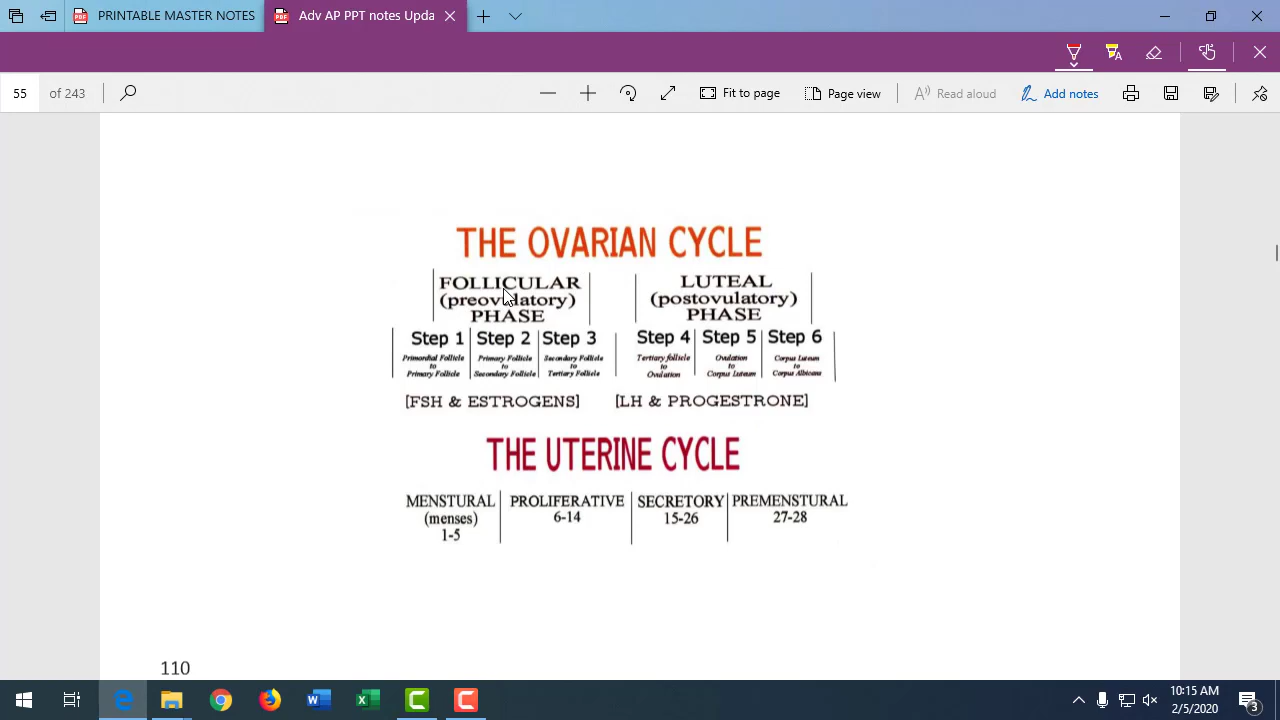 PRINTABLE MASTER NOTES
Adv AP PPT notes Upda
55 of 243
Fit to page
Page view
Read aloud
Add notes
THE OVARIAN CYCLE
FOLLICULAR
(preovulatory)
PHASE
LUTEAL
(postovulatory)
PHASE
Step 1
Primordial Follicle
to
Primary Follicle
Step 2
Primary Follicle
to
Secondary Follicle
Step 3
Secondary Follicle
to
Tertiary Follicle
Step 4
Tertiary follicle
to
Ovulation
Step 5
Ovulation
to
Corpus Luteum
Step 6
Corpus Luteum
to
Corpus Albicans
[FSH & ESTROGENS]
[LH & PROGESTRONE]
THE UTERINE CYCLE
MENSTURAL
(menses)
1-5
PROLIFERATIVE
6-14
SECRETORY
15-26
PREMENSTURAL
27-28
110
10:15 AM
2/5/2020
3